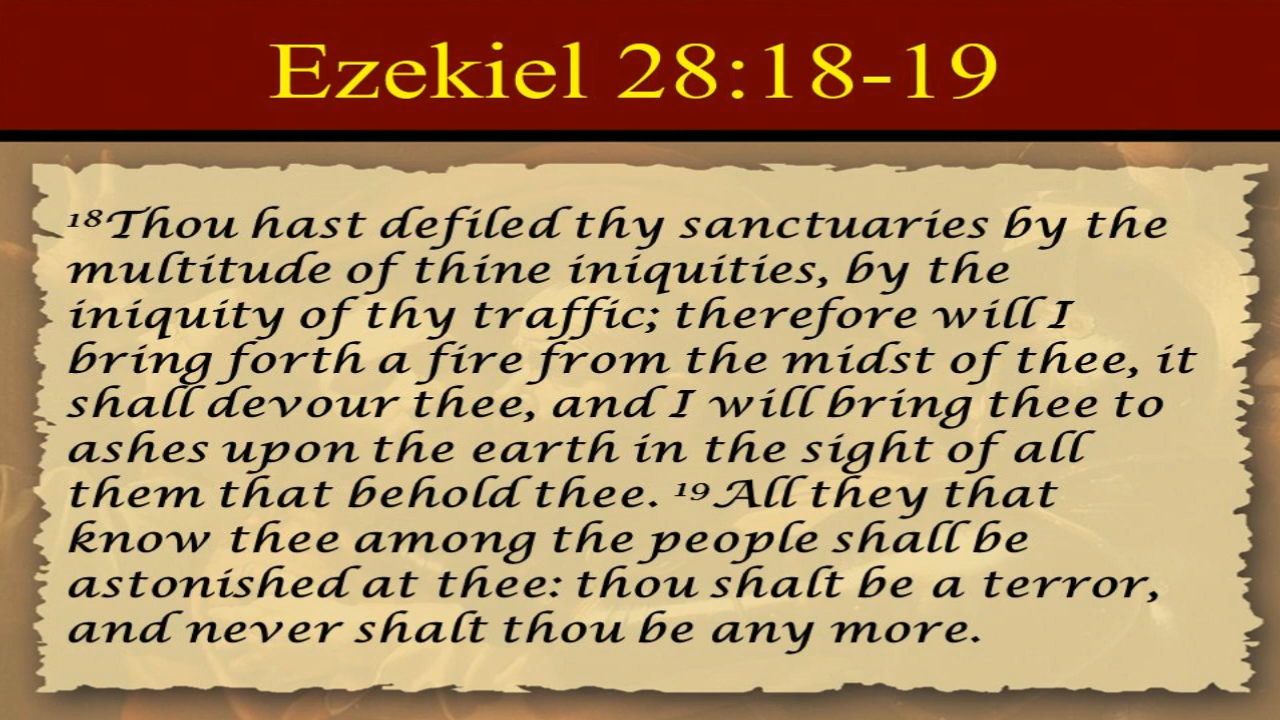 Ezekiel 28:18-19
¹⁸Thou hast defiled thy sanctuaries by the
multitude of thine iniquities, by the
iniquity of thy traffic; therefore will I
bring forth a fire from the midst of thee, it
shall devour thee, and I will bring thee to
ashes upon the earth in the sight of all
them that behold thee. ¹⁹All they that
know thee among the people shall be
astonished at thee: thou shalt be a terror,
and never shalt thou be any more.